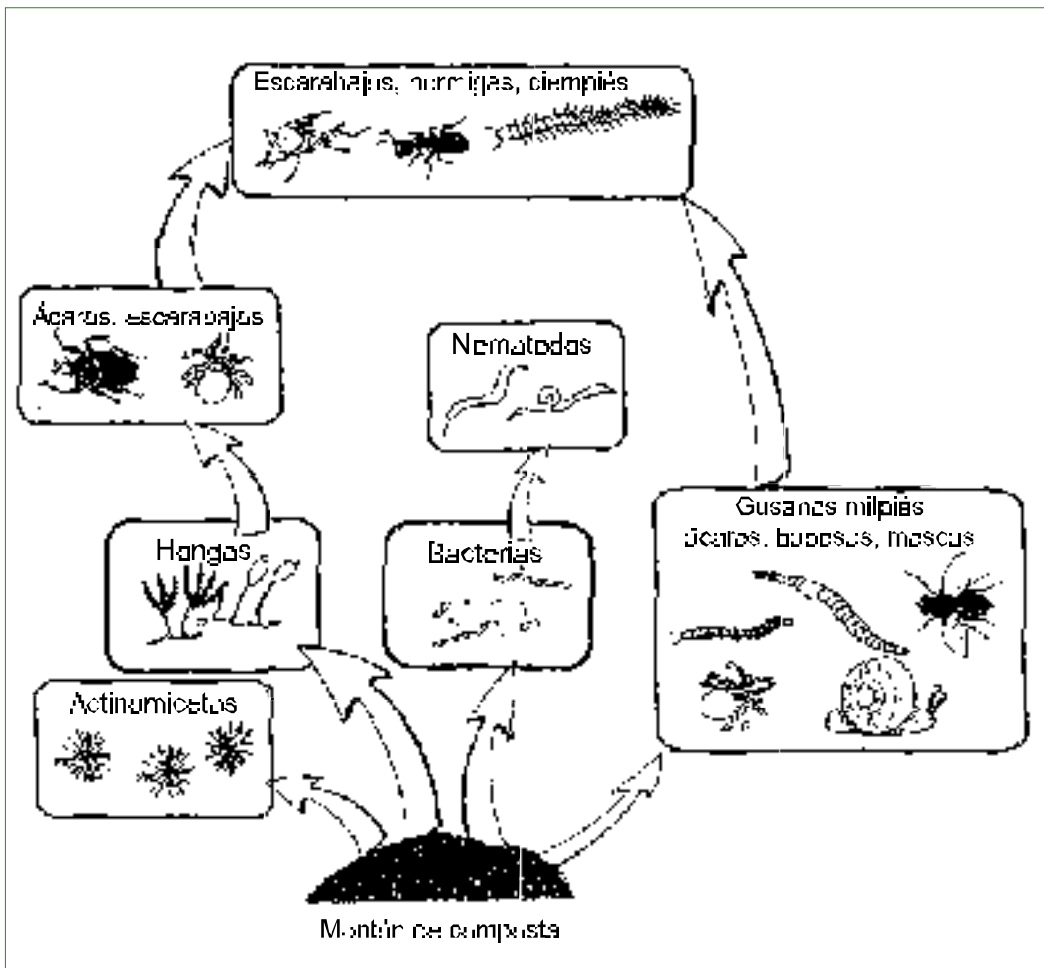 Escarabajos, hormigas, ciempiés
Ácaros, escarabajos
Nematodos
Hongos
Bacterias
Gusanos milpiés
ácaros, babosas, moscas
Actinomicetos
Montón de composta